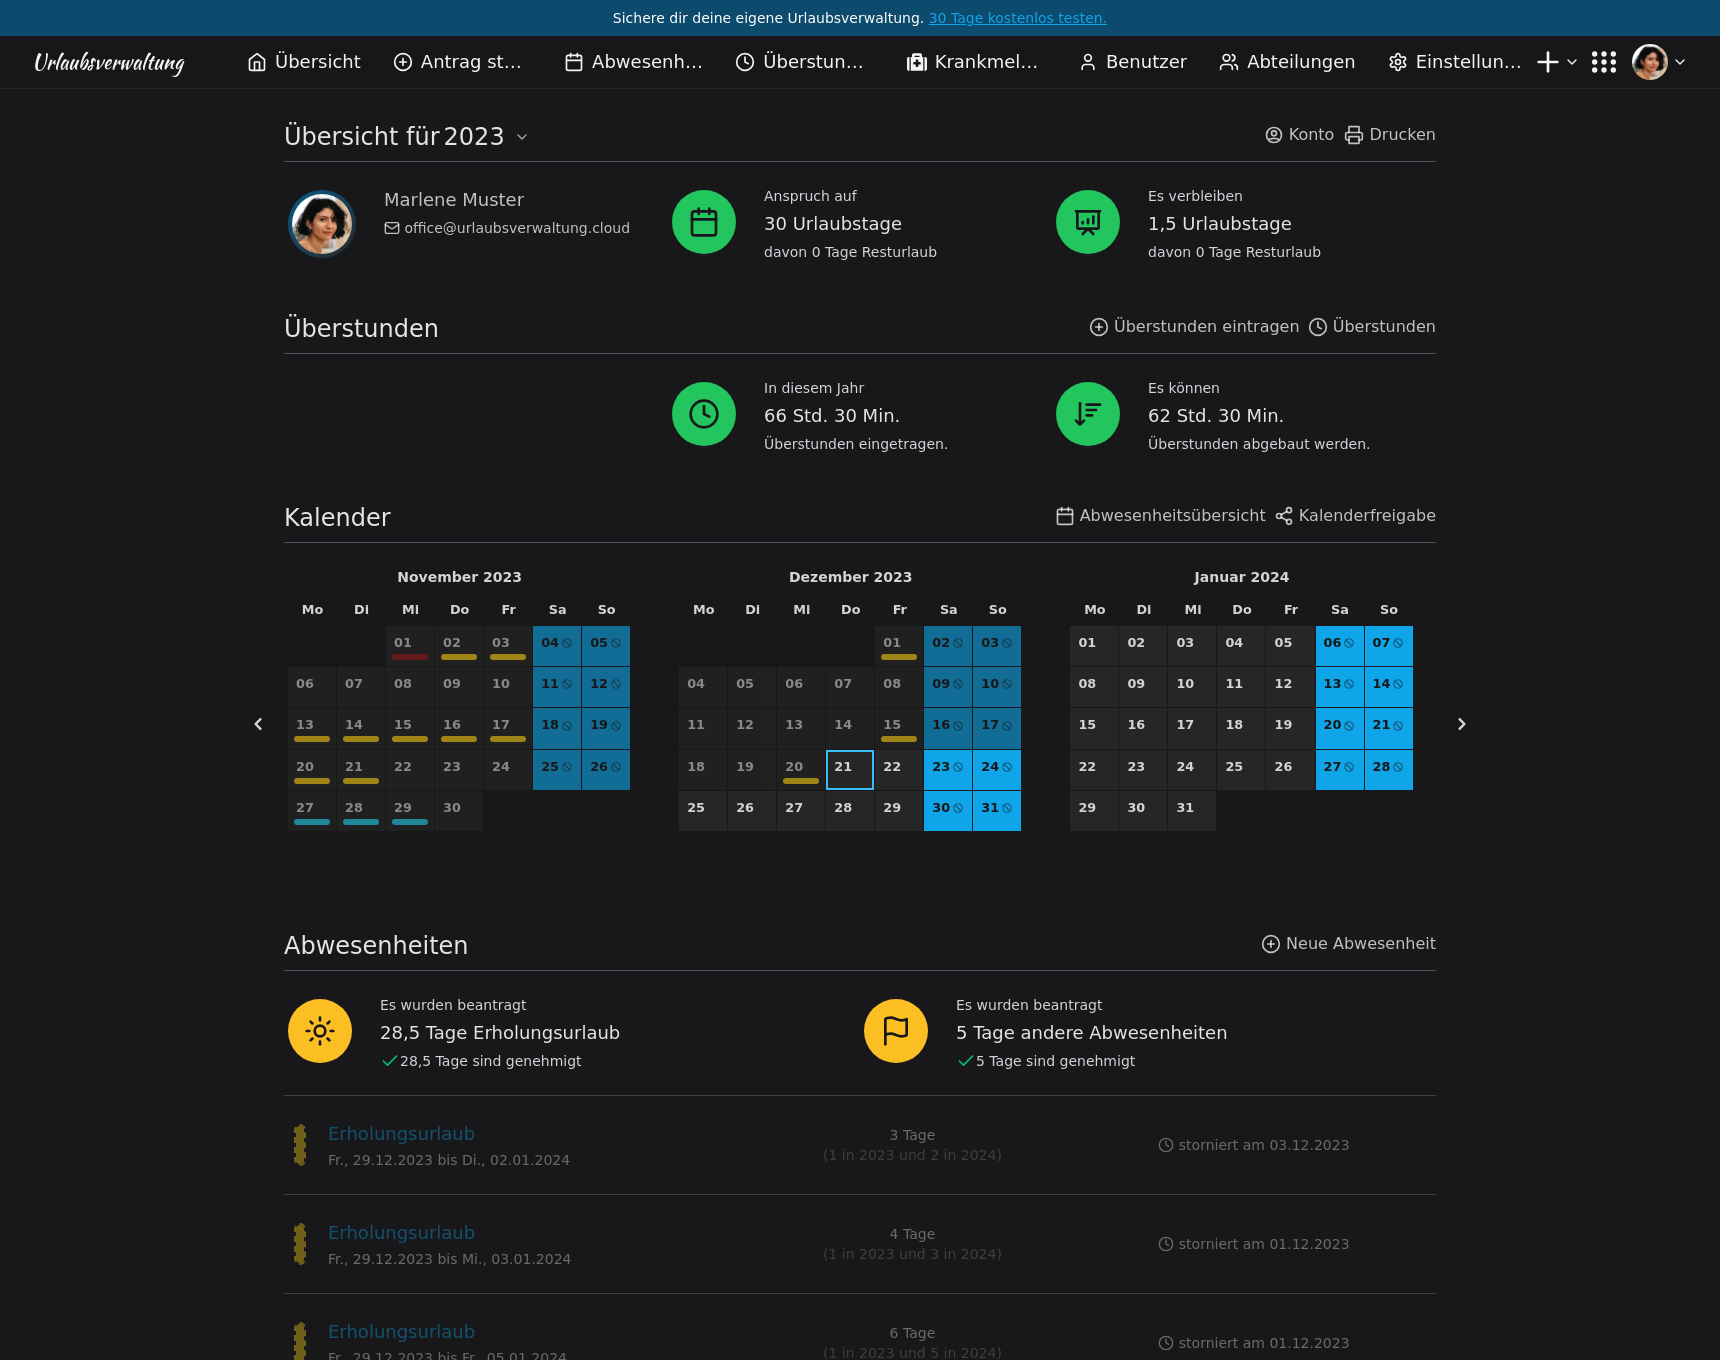 Sichere dir deine eigene Urlaubsverwaltung. 30 Tage kostenlos testen.
Urlaubsverwaltung Übersicht Antrag st… Abwesenh… Überstun… Krankmel… Benutzer Abteilungen Einstellun…
Übersicht für 2023 Konto Drucken
Marlene Muster
office@urlaubsverwaltung.cloud
Anspruch auf
30 Urlaubstage
davon 0 Tage Resturlaub
Es verbleiben
1,5 Urlaubstage
davon 0 Tage Resturlaub
Überstunden Überstunden eintragen Überstunden
In diesem Jahr
66 Std. 30 Min.
Überstunden eingetragen.
Es können
62 Std. 30 Min.
Überstunden abgebaut werden.
Kalender Abwesenheitsübersicht Kalenderfreigabe
November 2023
Mo Di Mi Do Fr Sa So
01 02 03 04 05
06 07 08 09 10 11 12
13 14 15 16 17 18 19
20 21 22 23 24 25 26
27 28 29 30
Dezember 2023
Mo Di Mi Do Fr Sa So
01 02 03
04 05 06 07 08 09 10
11 12 13 14 15 16 17
18 19 20 21 22 23 24
25 26 27 28 29 30 31
Januar 2024
Mo Di Mi Do Fr Sa So
01 02 03 04 05 06 07
08 09 10 11 12 13 14
15 16 17 18 19 20 21
22 23 24 25 26 27 28
29 30 31
Abwesenheiten Neue Abwesenheit
Es wurden beantragt
28,5 Tage Erholungsurlaub
28,5 Tage sind genehmigt
Es wurden beantragt
5 Tage andere Abwesenheiten
5 Tage sind genehmigt
Erholungsurlaub
Fr., 29.12.2023 bis Di., 02.01.2024
3 Tage
(1 in 2023 und 2 in 2024)
storniert am 03.12.2023
Erholungsurlaub
Fr., 29.12.2023 bis Mi., 03.01.2024
4 Tage
(1 in 2023 und 3 in 2024)
storniert am 01.12.2023
Erholungsurlaub
Fr., 29.12.2023 bis Fr., 05.01.2024
6 Tage
(1 in 2023 und 5 in 2024)
storniert am 01.12.2023